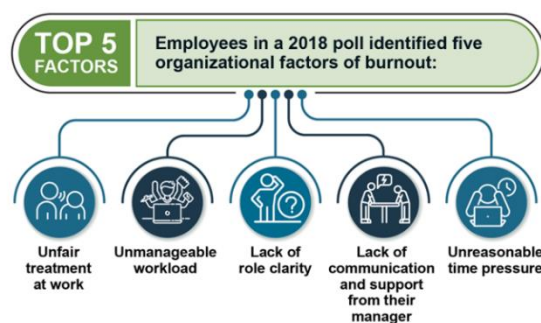 TOP 5
FACTORS
Employees in a 2018 poll identified five
organizational factors of burnout:
Unfair
treatment
at work
Unmanageable
workload
Lack of
role clarity
Lack of
communication
and support
from their
manager
Unreasonable
time pressure